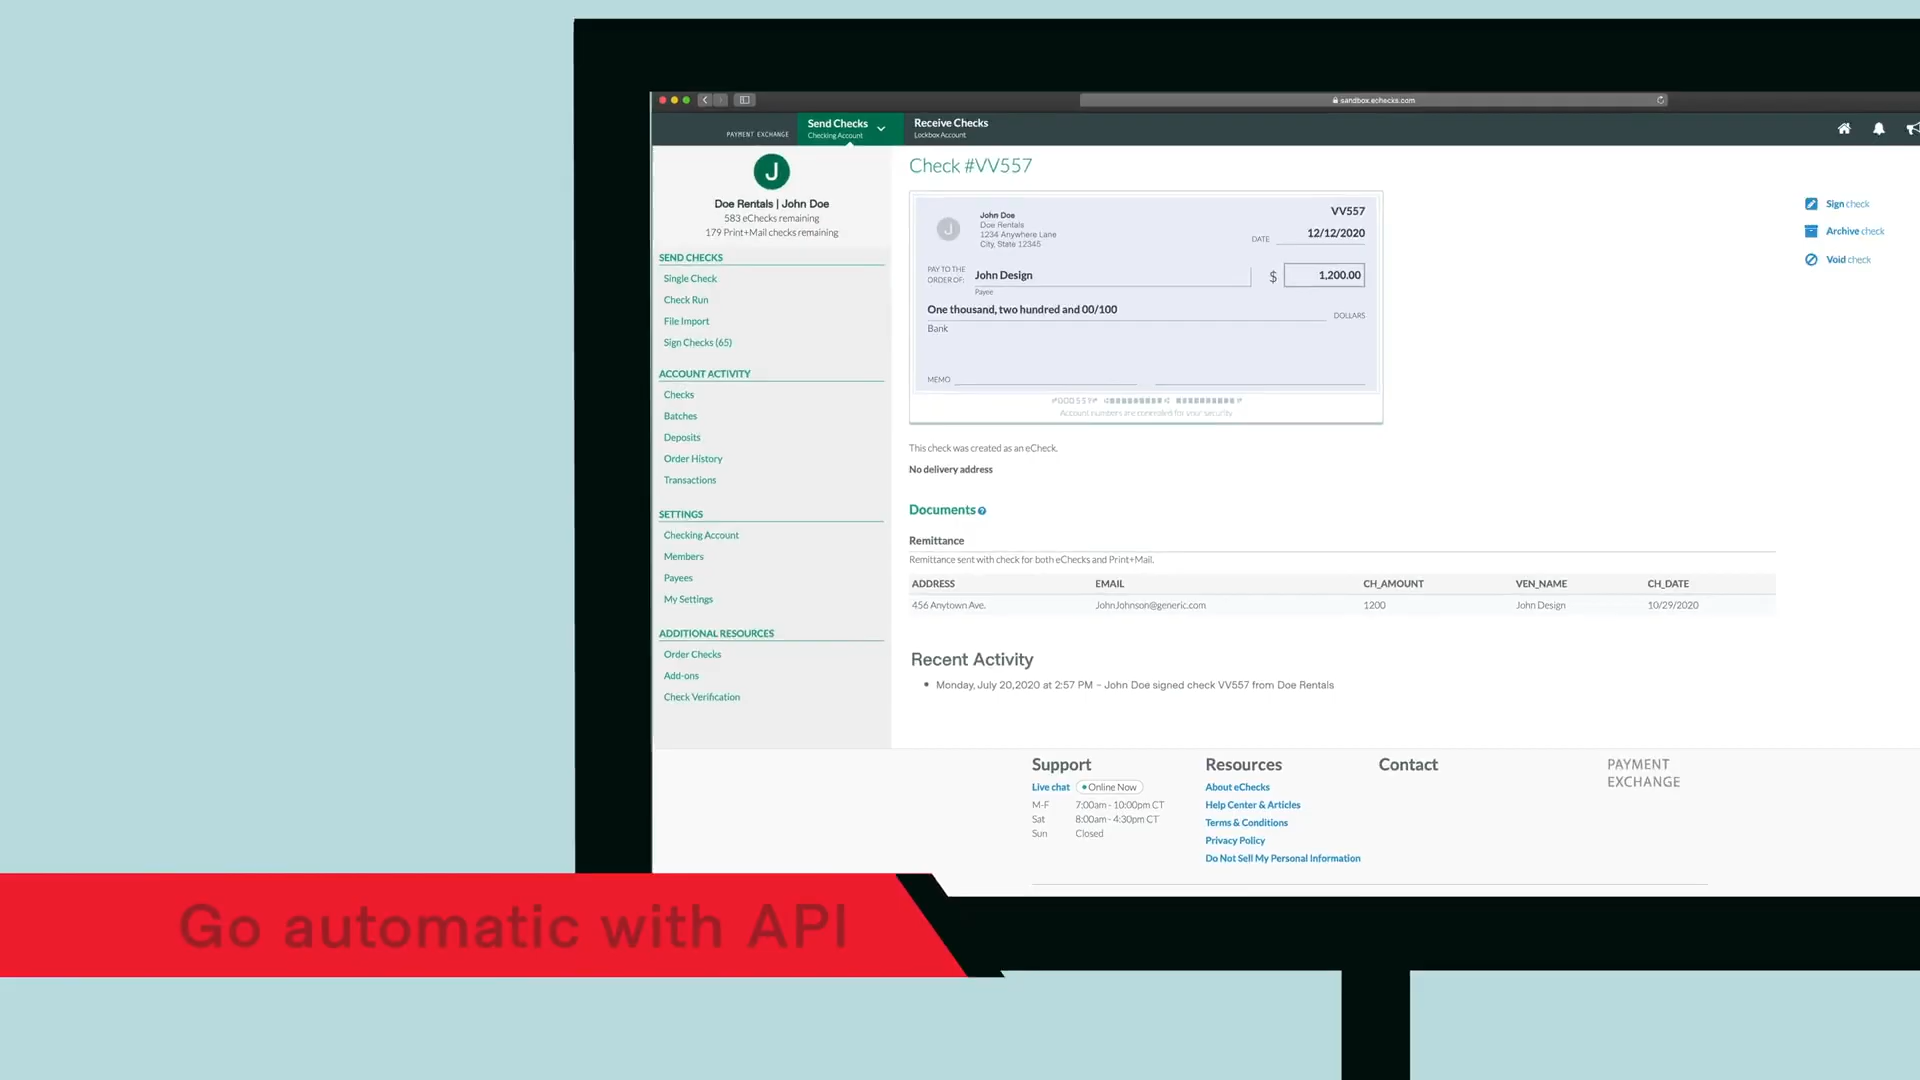 sandbox.echecks.com
PAYMENT EXCHANGE
Send Checks
Checking Account
Receive Checks
Lockbox Account
J
Doe Rentals | John Doe
583 eChecks remaining
179 Print+Mail checks remaining
SEND CHECKS
Single Check
Check Run
File Import
Sign Checks (65)
ACCOUNT ACTIVITY
Checks
Batches
Deposits
Order History
Transactions
SETTINGS
Checking Account
Members
Payees
My Settings
ADDITIONAL RESOURCES
Order Checks
Add-ons
Check Verification
Check #VV557
J
John Doe
Doe Rentals
1234 Anywhere Lane
City, State 12345
VV557
DATE 12/12/2020
PAY TO THE
ORDER OF: John Design
$ 1,200.00
Payee
One thousand, two hundred and 00/100
DOLLARS
Bank
MEMO
Account numbers are concealed for your security
Sign check
Archive check
Void check
This check was created as an eCheck.
No delivery address
Documents
Remittance
Remittance sent with check for both eChecks and Print+Mail.
ADDRESS EMAIL CH_AMOUNT VEN_NAME CH_DATE
456 Anytown Ave. JohnJohnson@generic.com 1200 John Design 10/29/2020
Recent Activity
Monday, July 20,2020 at 2:57 PM – John Doe signed check VV557 from Doe Rentals
Support
Live chat Online Now
M-F 7:00am - 10:00pm CT
Sat 8:00am - 4:30pm CT
Sun Closed
Resources
About eChecks
Help Center & Articles
Terms & Conditions
Privacy Policy
Do Not Sell My Personal Information
Contact
PAYMENT
EXCHANGE
Go automatic with API